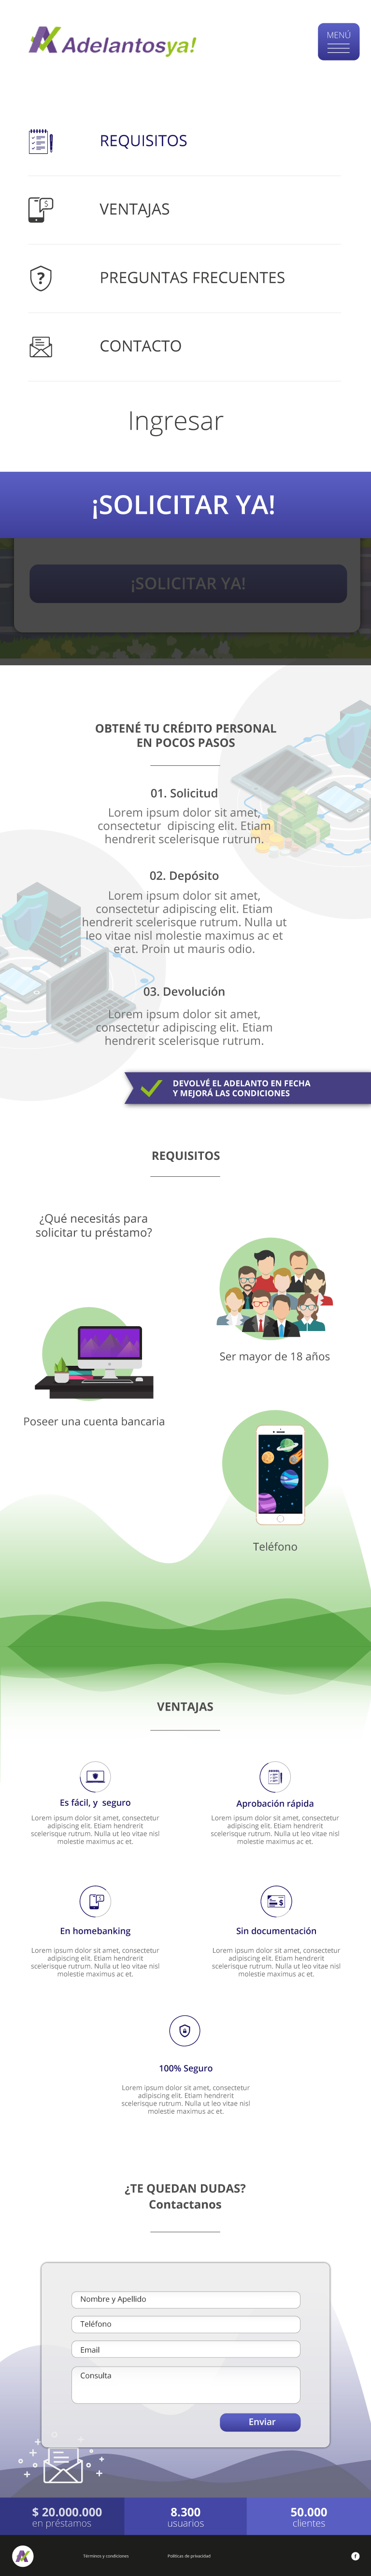 Adelantosya!
MENÚ
REQUISITOS
VENTAJAS
PREGUNTAS FRECUENTES
CONTACTO
Ingresar
¡SOLICITAR YA!
¡SOLICITAR YA!
OBTENÉ TU CRÉDITO PERSONAL
EN POCOS PASOS
01. Solicitud
Lorem ipsum dolor sit amet,
consectetur dipiscing elit. Etiam
hendrerit scelerisque rutrum.
02. Depósito
Lorem ipsum dolor sit amet,
consectetur adipiscing elit. Etiam
hendrerit scelerisque rutrum. Nulla ut
leo vitae nisl molestie maximus ac et
erat. Proin ut mauris odio.
03. Devolución
Lorem ipsum dolor sit amet,
consectetur adipiscing elit. Etiam
hendrerit scelerisque rutrum.
DEVOLVÉ EL ADELANTO EN FECHA
Y MEJORÁ LAS CONDICIONES
REQUISITOS
¿Qué necesitás para
solicitar tu préstamo?
Ser mayor de 18 años
Poseer una cuenta bancaria
Teléfono
VENTAJAS
Es fácil, y seguro
Lorem ipsum dolor sit amet, consectetur
adipiscing elit. Etiam hendrerit
scelerisque rutrum. Nulla ut leo vitae nisl
molestie maximus ac et.
Aprobación rápida
Lorem ipsum dolor sit amet, consectetur
adipiscing elit. Etiam hendrerit
scelerisque rutrum. Nulla ut leo vitae nisl
molestie maximus ac et.
En homebanking
Lorem ipsum dolor sit amet, consectetur
adipiscing elit. Etiam hendrerit
scelerisque rutrum. Nulla ut leo vitae nisl
molestie maximus ac et.
Sin documentación
Lorem ipsum dolor sit amet, consectetur
adipiscing elit. Etiam hendrerit
scelerisque rutrum. Nulla ut leo vitae nisl
molestie maximus ac et.
100% Seguro
Lorem ipsum dolor sit amet, consectetur
adipiscing elit. Etiam hendrerit
scelerisque rutrum. Nulla ut leo vitae nisl
molestie maximus ac et.
¿TE QUEDAN DUDAS?
Contactanos
Nombre y Apellido
Teléfono
Email
Consulta
Enviar
$ 20.000.000
en préstamos
8.300
usuarios
50.000
clientes
Términos y condiciones
Políticas de privacidad